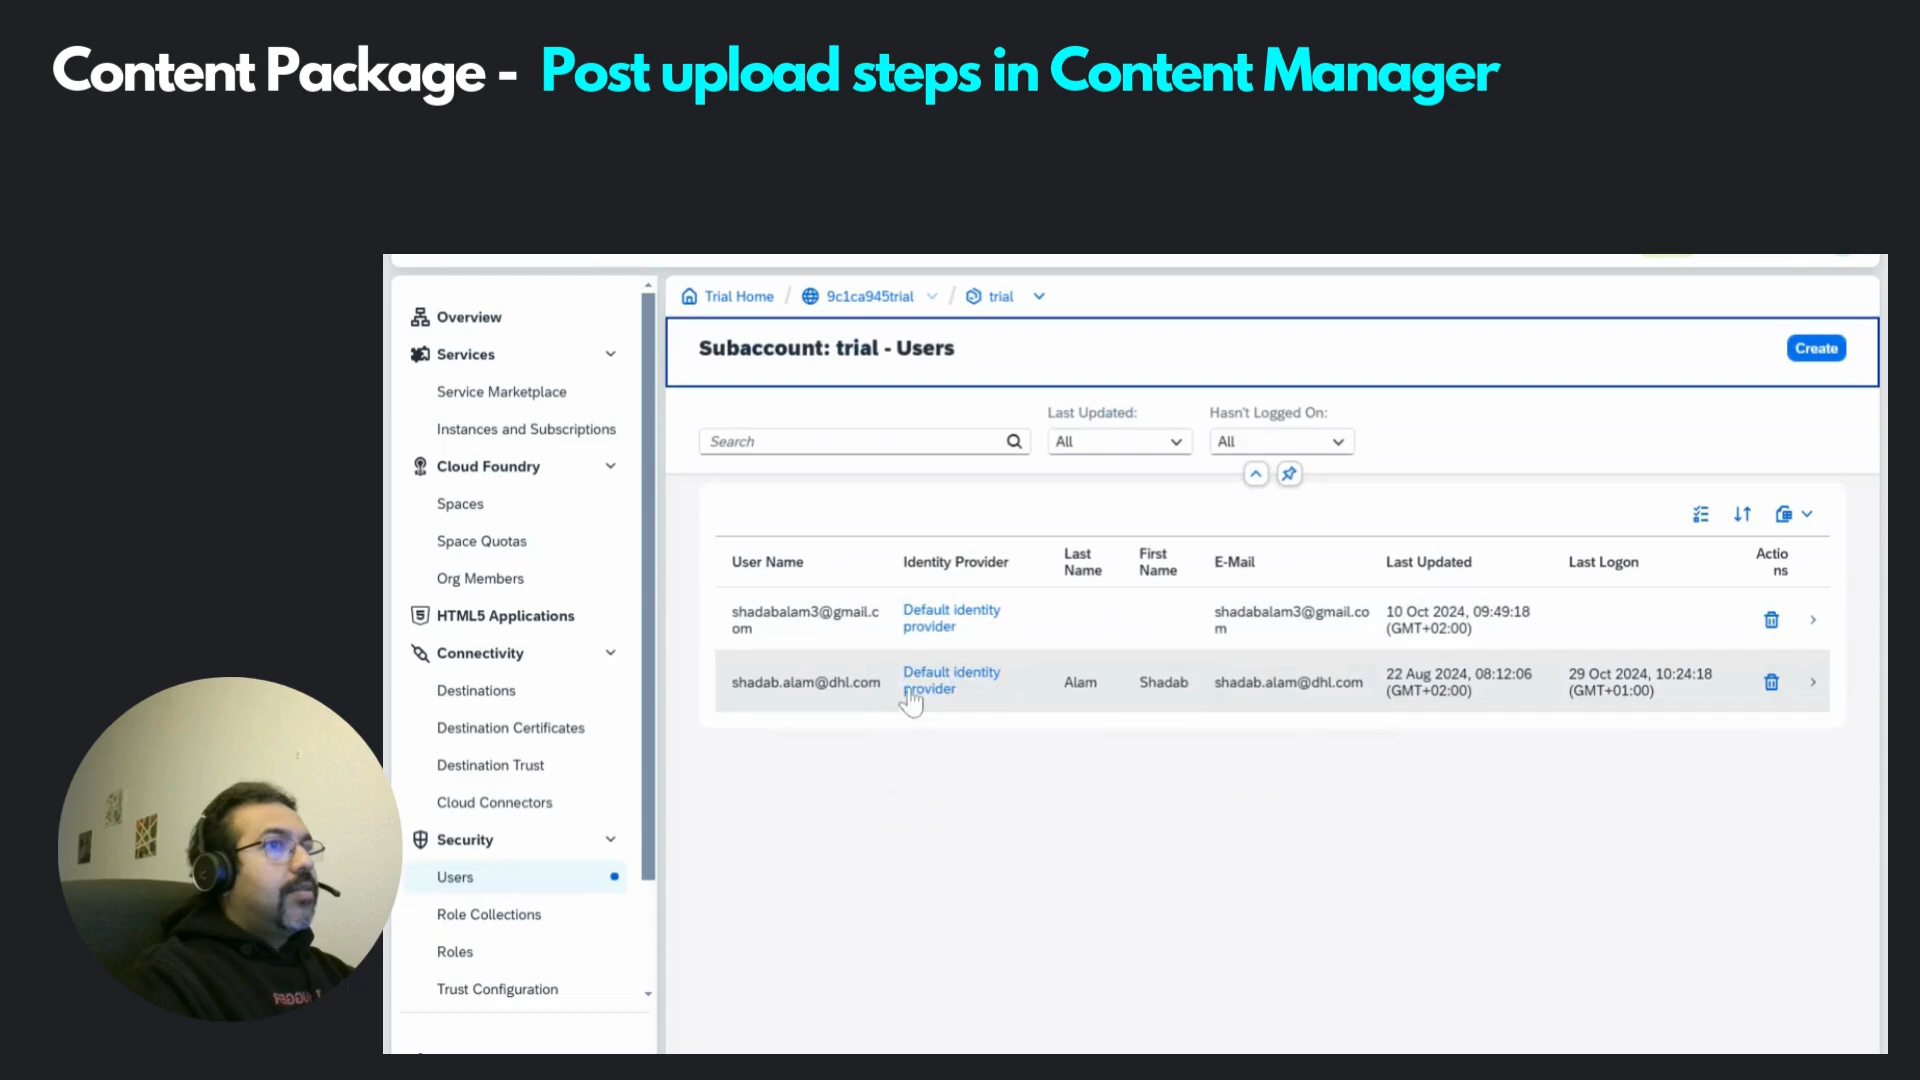 Content Package - Post upload steps in Content Manager
Trial Home / 9c1ca945trial / trial
Overview
Services
Service Marketplace
Instances and Subscriptions
Cloud Foundry
Spaces
Space Quotas
Org Members
HTML5 Applications
Connectivity
Destinations
Destination Certificates
Destination Trust
Cloud Connectors
Security
Users
Role Collections
Roles
Trust Configuration
Subaccount: trial - Users
Create
Last Updated:
Hasn't Logged On:
Search
All
All
User Name
Identity Provider
Last
Name
First
Name
E-Mail
Last Updated
Last Logon
Actio
ns
shadabalam3@gmail.c
om
Default identity
provider
shadabalam3@gmail.co
m
10 Oct 2024, 09:49:18
(GMT+02:00)
shadab.alam@dhl.com
Default identity
provider
Alam
Shadab
shadab.alam@dhl.com
22 Aug 2024, 08:12:06
(GMT+02:00)
29 Oct 2024, 10:24:18
(GMT+01:00)